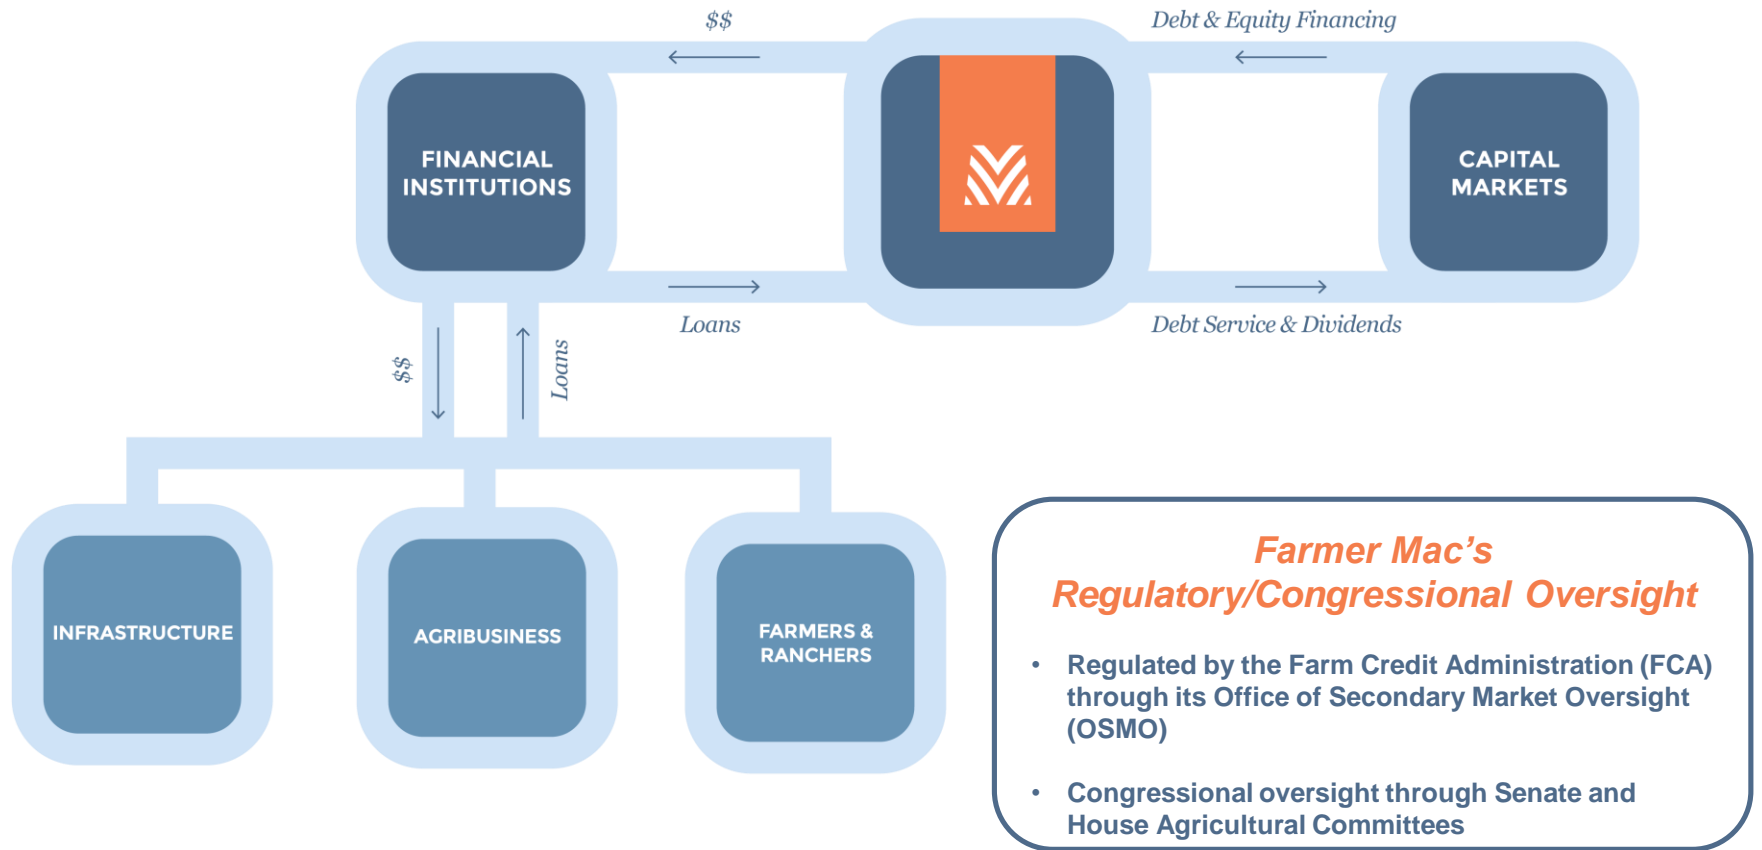 $$
Debt & Equity Financing
FINANCIAL
INSTITUTIONS
CAPITAL
MARKETS
Loans
Debt Service & Dividends
$$
Loans
INFRASTRUCTURE
AGRIBUSINESS
FARMERS &
RANCHERS
Farmer Mac’s
Regulatory/Congressional Oversight
• Regulated by the Farm Credit Administration (FCA)
through its Office of Secondary Market Oversight
(OSMO)
• Congressional oversight through Senate and
House Agricultural Committees